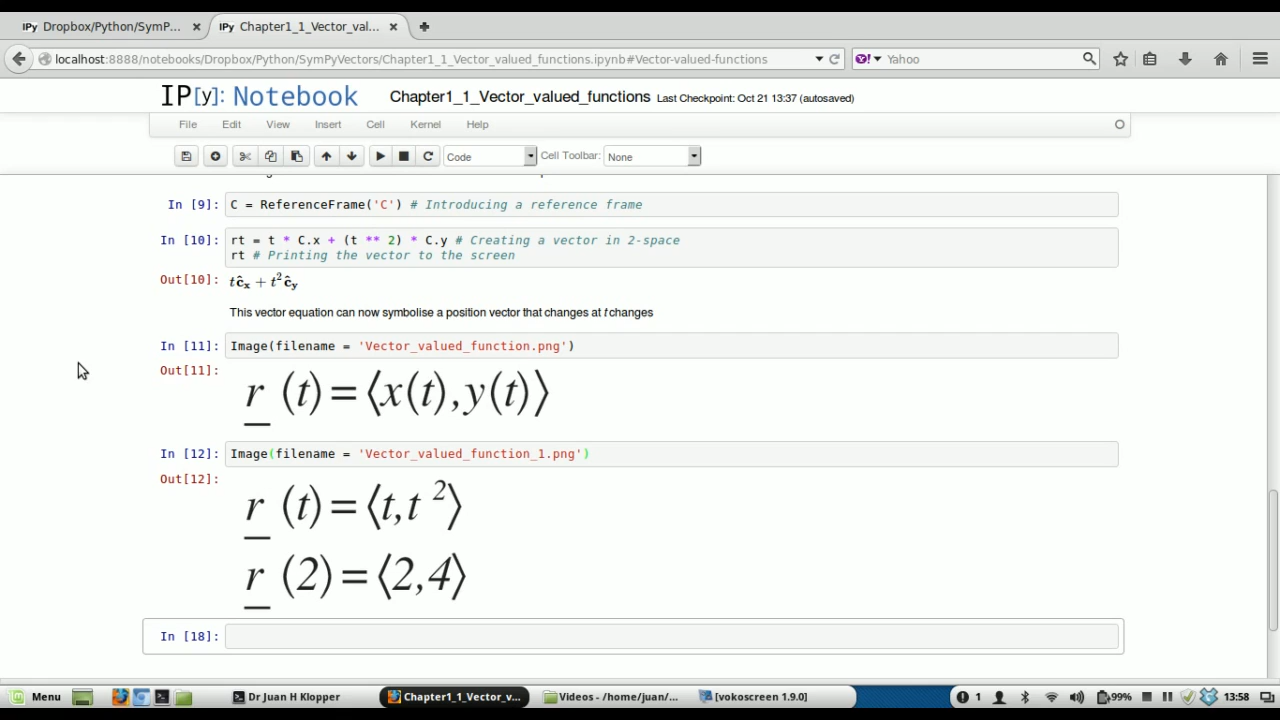 IPy Dropbox/Python/SymP...
IPy Chapter1_1_Vector_val...
localhost:8888/notebooks/Dropbox/Python/SymPyVectors/Chapter1_1_Vector_valued_functions.ipynb#Vector-valued-functions
Yahoo
IP[y]: Notebook
Chapter1_1_Vector_valued_functions Last Checkpoint: Oct 21 13:37 (autosaved)
File Edit View Insert Cell Kernel Help
Code Cell Toolbar: None
In [9]: C = ReferenceFrame('C') # Introducing a reference frame
In [10]: rt = t * C.x + (t ** 2) * C.y # Creating a vector in 2-space
rt # Printing the vector to the screen
Out[10]: tĉx + t²ĉy
This vector equation can now symbolise a position vector that changes at t changes
In [11]: Image(filename = 'Vector_valued_function.png')
Out[11]:
r (t)=⟨x(t),y(t)⟩
In [12]: Image(filename = 'Vector_valued_function_1.png')
Out[12]:
r (t)=⟨t,t ²⟩
r (2)=⟨2,4⟩
In [18]:
Menu Dr Juan H Klopper Chapter1_1_Vector_v... Videos - /home/juan/... [vokoscreen 1.9.0] 1 99% 13:58